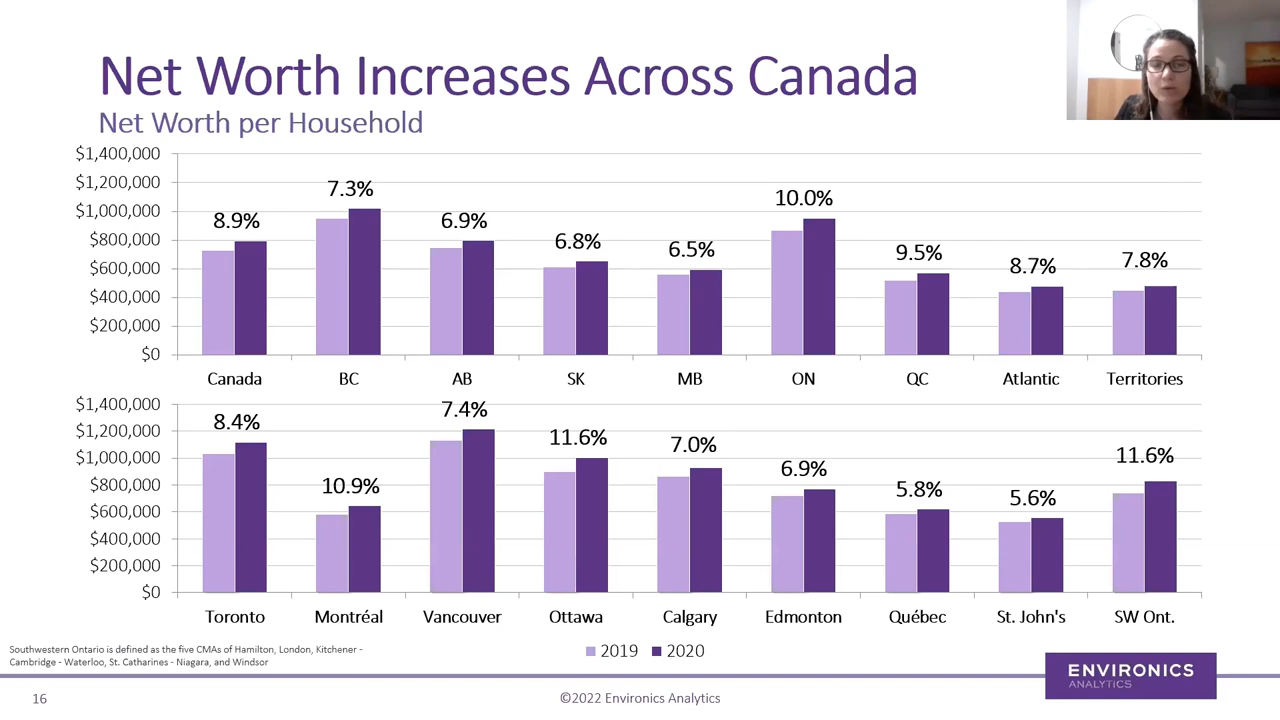 Net Worth Increases Across Canada
Net Worth per Household
$1,400,000
$1,200,000
$1,000,000
$800,000
$600,000
$400,000
$200,000
$0
8.9%
7.3%
6.9%
6.8%
6.5%
10.0%
9.5%
8.7%
7.8%
Canada
BC
AB
SK
MB
ON
QC
Atlantic
Territories
$1,400,000
$1,200,000
$1,000,000
$800,000
$600,000
$400,000
$200,000
$0
8.4%
10.9%
7.4%
11.6%
7.0%
6.9%
5.8%
5.6%
11.6%
Toronto
Montréal
Vancouver
Ottawa
Calgary
Edmonton
Québec
St. John's
SW Ont.
2019
2020
Southwestern Ontario is defined as the five CMAs of Hamilton, London, Kitchener -
Cambridge - Waterloo, St. Catharines - Niagara, and Windsor
ENVIRONICS
ANALYTICS
16
©2022 Environics Analytics